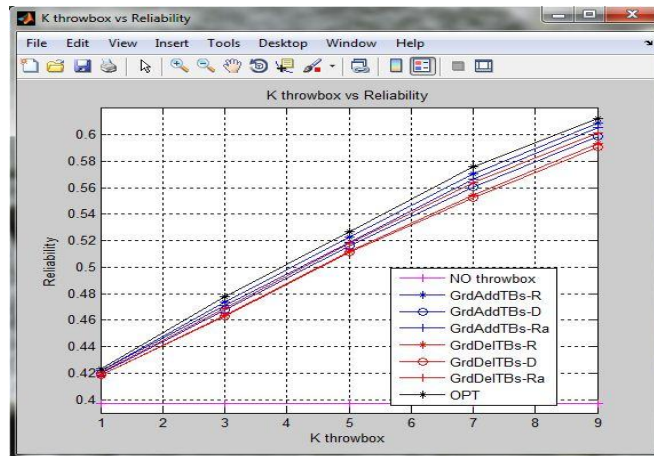 K throwbox vs Reliability
File Edit View Insert Tools Desktop Window Help
K throwbox vs Reliability
0.6
0.58
0.56
0.54
0.52
0.5
0.48
0.46
0.44
0.42
0.4
Reliability
NO throwbox
GrdAddTBs-R
GrdAddTBs-D
GrdAddTBs-Ra
GrdDelTBs-R
GrdDelTBs-D
GrdDelTBs-Ra
OPT
1 2 3 4 5 6 7 8 9
K throwbox